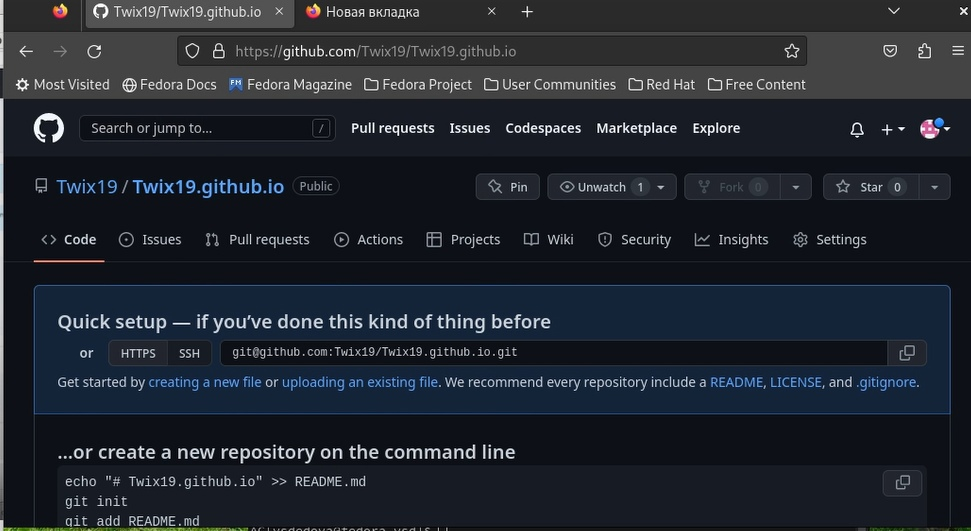 Twix19/Twix19.github.io
Новая вкладка
https://github.com/Twix19/Twix19.github.io
Most Visited Fedora Docs FM Fedora Magazine Fedora Project User Communities Red Hat Free Content
Search or jump to... / Pull requests Issues Codespaces Marketplace Explore
Twix19 / Twix19.github.io Public Pin Unwatch 1 Fork 0 Star 0
Code Issues Pull requests Actions Projects Wiki Security Insights Settings
Quick setup — if you’ve done this kind of thing before
or HTTPS SSH git@github.com:Twix19/Twix19.github.io.git
Get started by creating a new file or uploading an existing file. We recommend every repository include a README, LICENSE, and .gitignore.
…or create a new repository on the command line
echo "# Twix19.github.io" >> README.md
git init
git add README.md